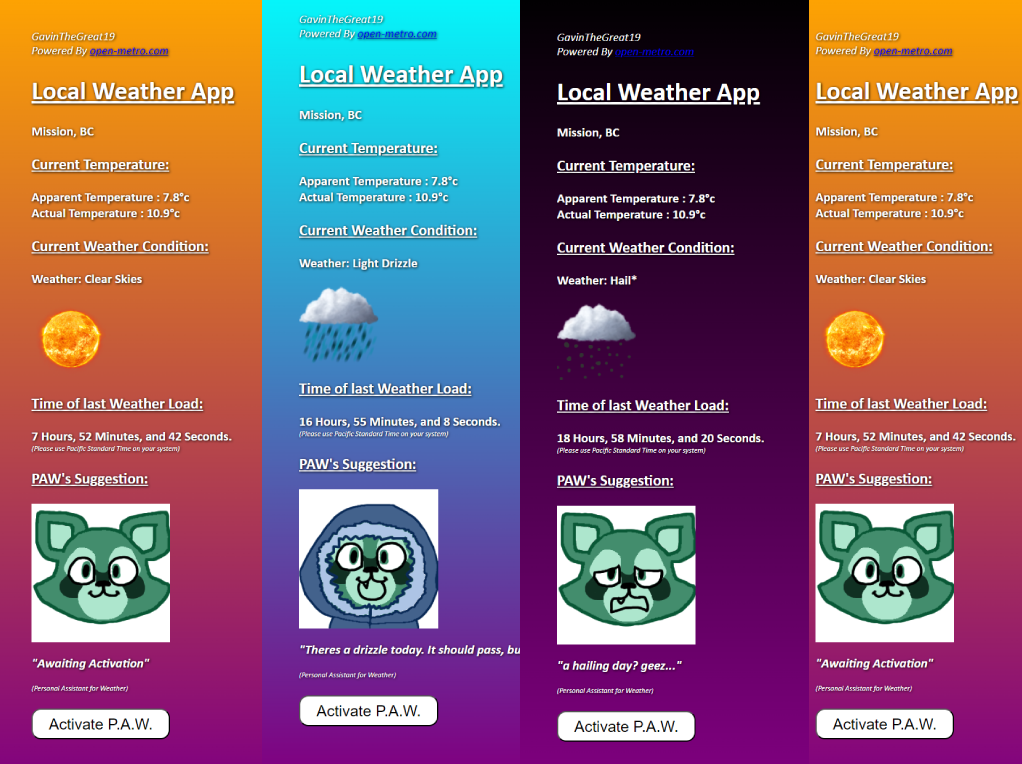 GavinTheGreat19
Powered By open-metro.com
Local Weather App
Mission, BC
Current Temperature:
Apparent Temperature : 7.8°c
Actual Temperature : 10.9°c
Current Weather Condition:
Weather: Clear Skies
Time of last Weather Load:
7 Hours, 52 Minutes, and 42 Seconds.
(Please use Pacific Standard Time on your system)
PAW's Suggestion:
"Awaiting Activation"
(Personal Assistant for Weather)
Activate P.A.W.
GavinTheGreat19
Powered By open-metro.com
Local Weather App
Mission, BC
Current Temperature:
Apparent Temperature : 7.8°c
Actual Temperature : 10.9°c
Current Weather Condition:
Weather: Light Drizzle
Time of last Weather Load:
16 Hours, 55 Minutes, and 8 Seconds.
(Please use Pacific Standard Time on your system)
PAW's Suggestion:
"Theres a drizzle today. It should pass, bu
(Personal Assistant for Weather)
Activate P.A.W.
GavinTheGreat19
Powered By open-metro.com
Local Weather App
Mission, BC
Current Temperature:
Apparent Temperature : 7.8°c
Actual Temperature : 10.9°c
Current Weather Condition:
Weather: Hail*
Time of last Weather Load:
18 Hours, 58 Minutes, and 20 Seconds.
(Please use Pacific Standard Time on your system)
PAW's Suggestion:
"a hailing day? geez..."
(Personal Assistant for Weather)
Activate P.A.W.
GavinTheGreat19
Powered By open-metro.com
Local Weather App
Mission, BC
Current Temperature:
Apparent Temperature : 7.8°c
Actual Temperature : 10.9°c
Current Weather Condition:
Weather: Clear Skies
Time of last Weather Load:
7 Hours, 52 Minutes, and 42 Seconds.
(Please use Pacific Standard Time on your system)
PAW's Suggestion:
"Awaiting Activation"
(Personal Assistant for Weather)
Activate P.A.W.